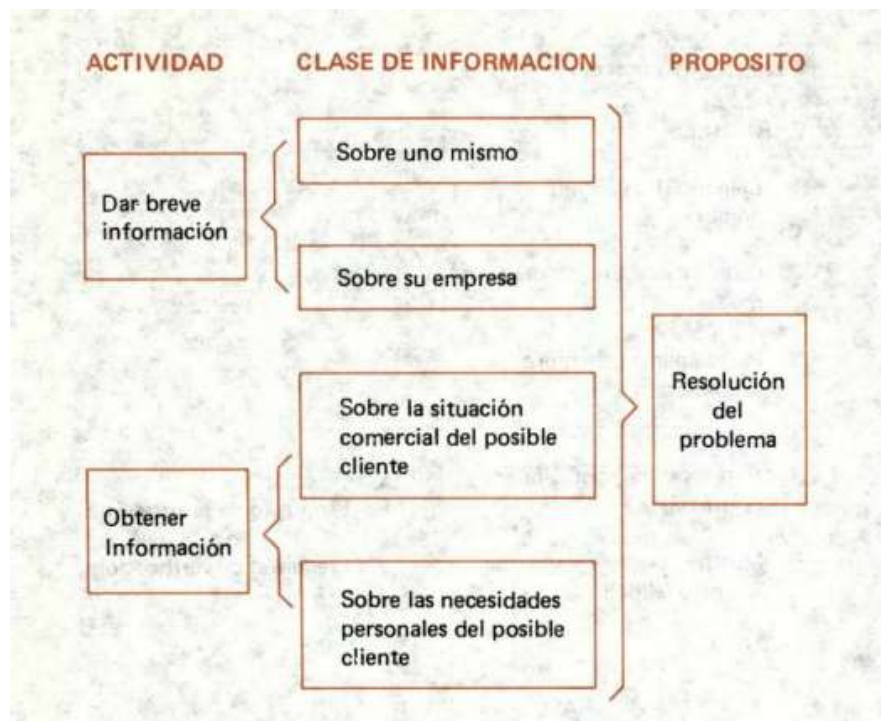 ACTIVIDAD CLASE DE INFORMACION PROPOSITO
Sobre uno mismo
Dar breve
información
Sobre su empresa
Sobre la situación
comercial del posible
cliente
Resolución
del
problema
Obtener
Información
Sobre las necesidades
personales del posible
cliente